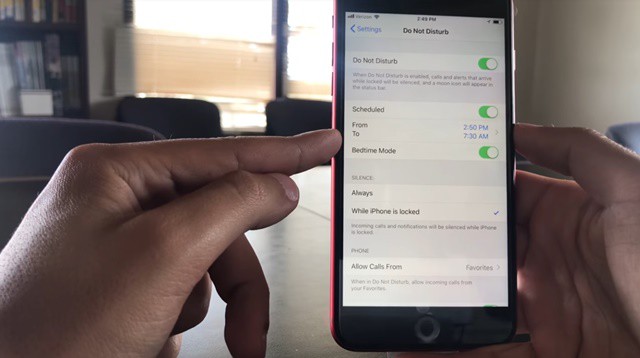 Verizon 2:49 PM
Settings Do Not Disturb
Do Not Disturb
When Do Not Disturb is enabled, calls and alerts that arrive
while locked will be silenced, and a moon icon will appear in
the status bar.
Scheduled
From 2:50 PM
To 7:30 AM
Bedtime Mode
SILENCE:
Always
While iPhone is locked
Incoming calls and notifications will be silenced while iPhone
is locked.
PHONE
Allow Calls From Favorites
When in Do Not Disturb, allow incoming calls from
your Favorites.